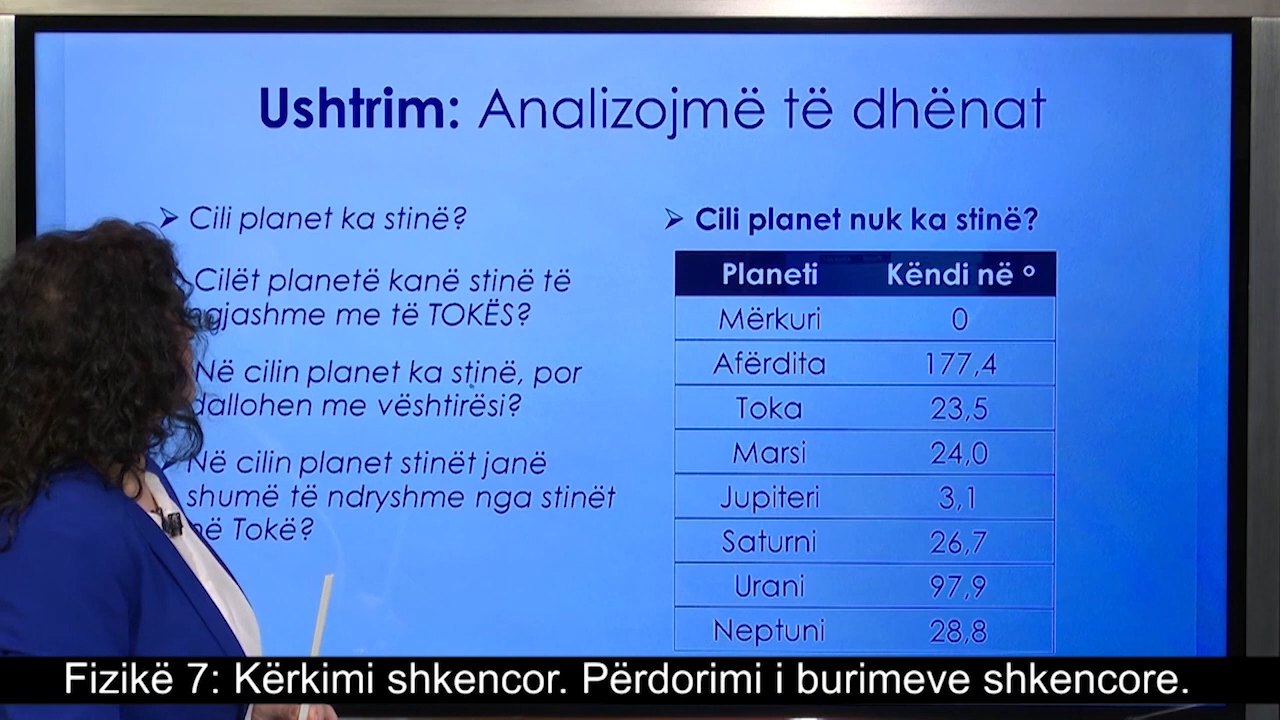 Ushtrim: Analizojmë të dhënat
➢ Cili planet ka stinë?
Cilët planetë kanë stinë të
ngjashme me të TOKËS?
Në cilin planet ka stinë, por
dallohen me vështirësi?
Në cilin planet stinët janë
shumë të ndryshme nga stinët
në Tokë?
➢ Cili planet nuk ka stinë?
Planeti Këndi në °
Mërkuri 0
Afërdita 177,4
Toka 23,5
Marsi 24,0
Jupiteri 3,1
Saturni 26,7
Urani 97,9
Neptuni 28,8
Fizikë 7: Kërkimi shkencor. Përdorimi i burimeve shkencore.